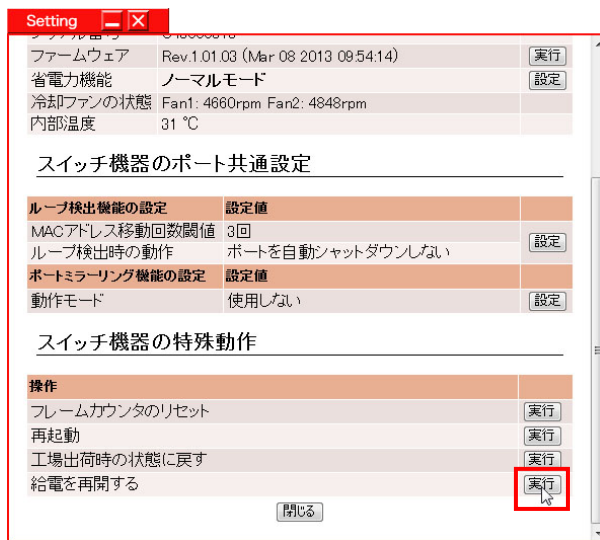 Setting
ファームウェア Rev.1.01.03 (Mar 08 2013 09:54:14) 実行
省電力機能 ノーマルモード 設定
冷却ファンの状態 Fan1: 4660rpm Fan2: 4848rpm
内部温度 31 ℃
スイッチ機器のポート共通設定
ループ検出機能の設定 設定値
MACアドレス移動回数閾値 3回
設定
ループ検出時の動作 ポートを自動シャットダウンしない
ポートミラーリング機能の設定 設定値
動作モード 使用しない 設定
スイッチ機器の特殊動作
操作
フレームカウンタのリセット 実行
再起動 実行
工場出荷時の状態に戻す 実行
給電を再開する 実行
閉じる